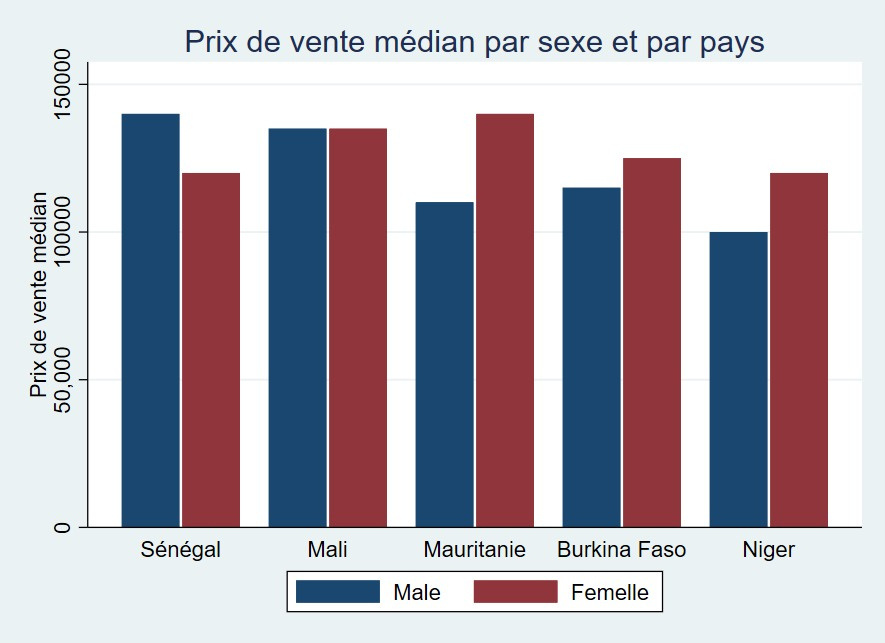 Prix de vente médian par sexe et par pays
Prix de vente médian
150000
100000
50,000
0
Sénégal
Mali
Mauritanie
Burkina Faso
Niger
Male
Femelle